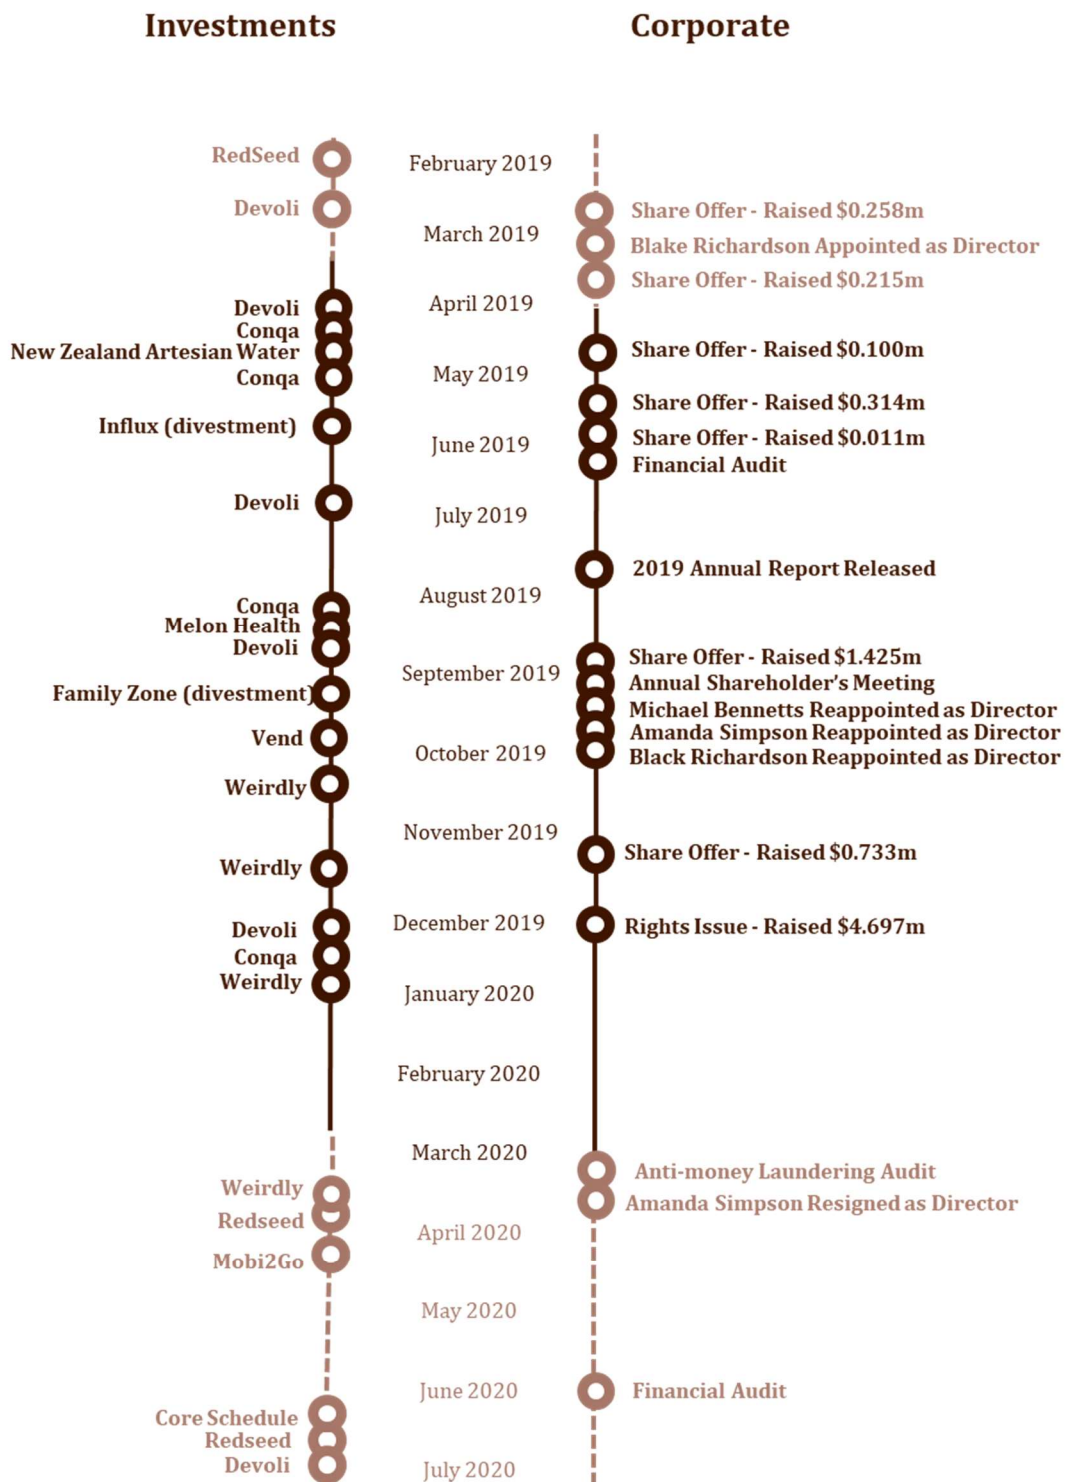 Investments
Corporate
RedSeed
February 2019
Devoli
Share Offer - Raised $0.258m
March 2019
Blake Richardson Appointed as Director
Share Offer - Raised $0.215m
April 2019
Devoli
Conqa
New Zealand Artesian Water
Share Offer - Raised $0.100m
May 2019
Conqa
Share Offer - Raised $0.314m
Influx (divestment)
Share Offer - Raised $0.011m
June 2019
Financial Audit
Devoli
July 2019
2019 Annual Report Released
August 2019
Conqa
Melon Health
Devoli
Share Offer - Raised $1.425m
September 2019
Annual Shareholder's Meeting
Family Zone (divestment)
Michael Bennetts Reappointed as Director
Amanda Simpson Reappointed as Director
Vend
October 2019
Black Richardson Reappointed as Director
Weirdly
November 2019
Share Offer - Raised $0.733m
Weirdly
Devoli
December 2019
Rights Issue - Raised $4.697m
Conqa
Weirdly
January 2020
February 2020
March 2020
Anti-money Laundering Audit
Weirdly
Amanda Simpson Resigned as Director
Redseed
April 2020
Mobi2Go
May 2020
June 2020
Financial Audit
Core Schedule
Redseed
Devoli
July 2020